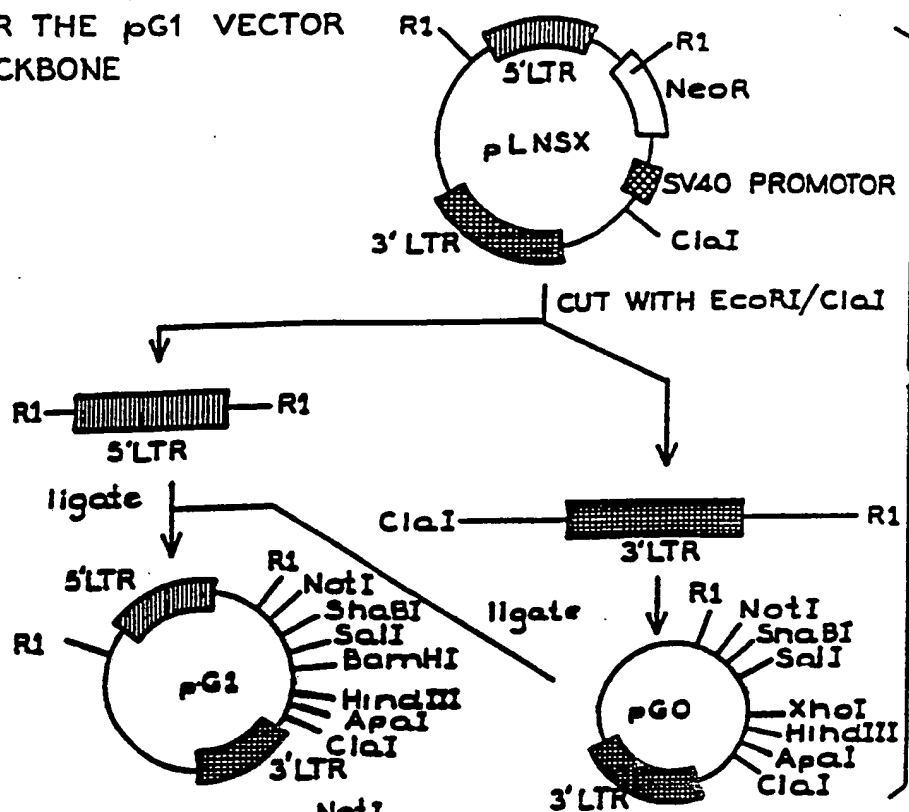 R THE pG1 VECTOR
CKBONE
R1
5'LTR
R1
NeoR
pLNSX
SV40 PROMOTOR
3' LTR
ClaI
CUT WITH EcoRI/ClaI
R1
R1
5'LTR
ligate
ClaI
R1
3'LTR
5'LTR
R1
NotI
ShaBI
SalI
BamHI
R1
pG1
HindIII
ApaI
ClaI
3'LTR
ligate
R1
NotI
SnaBI
SalI
pGO
XhoI
HindIII
ApaI
ClaI
3'LTR
NotI